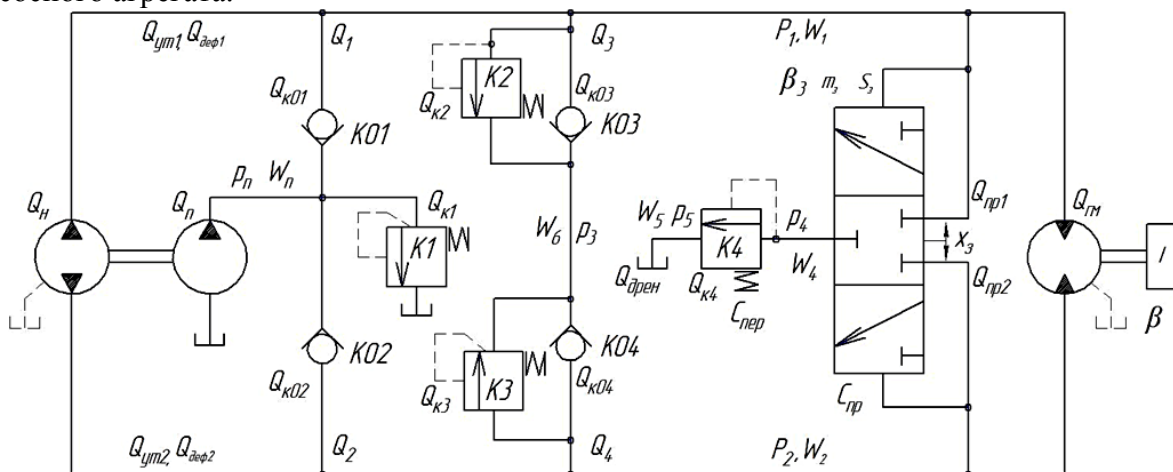 Q_ут1, Q_деф1
Q_1
Q_3
P_1, W_1
K2
β_3 m_з S_з
Q_к01
Q_к2
Q_к03
K01
K03
p_п W_п
Q_пр1
Q_н
Q_п
Q_к1
W_5 p_5
p_4
Q_гм
K1
W_6 p_3
K4
x_з
Q_дрен
Q_к4
W_4
Q_пр2
C_пер
β
K02
K04
K3
Q_к02
Q_к3
Q_к04
C_пр
Q_ут2, Q_деф2
Q_2
Q_4
P_2, W_2